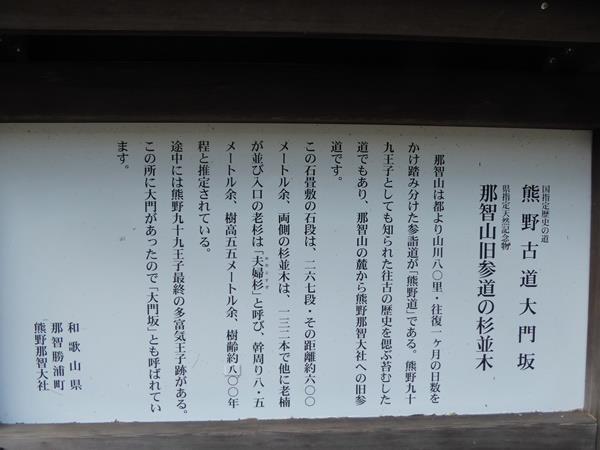 国指定歴史の道
熊野古道大門坂
県指定天然記念物
那智山旧参道の杉並木
那智山は都より山川八〇里・往復一ヶ月の日数を
かけ踏み分けた参詣道が「熊野道」である。熊野九十
九王子としても知られた往古の歴史を偲ぶ苔むした
道でもあり、那智山の麓から熊野那智大社への旧参
道です。
この石畳敷の石段は、二六七段・その距離約六〇〇
メートル余、両側の杉並木は、一三二本で他に老楠
が並び入口の老杉は「夫婦杉」と呼び、幹周り八・五
メートル余、樹高五五メートル余、樹齢約八〇〇年
程と推定されている。
途中には熊野九十九王子最終の多富気王子跡がある。
この所に大門があったので「大門坂」とも呼ばれてい
ます。
和歌山県
那智勝浦町
熊野那智大社